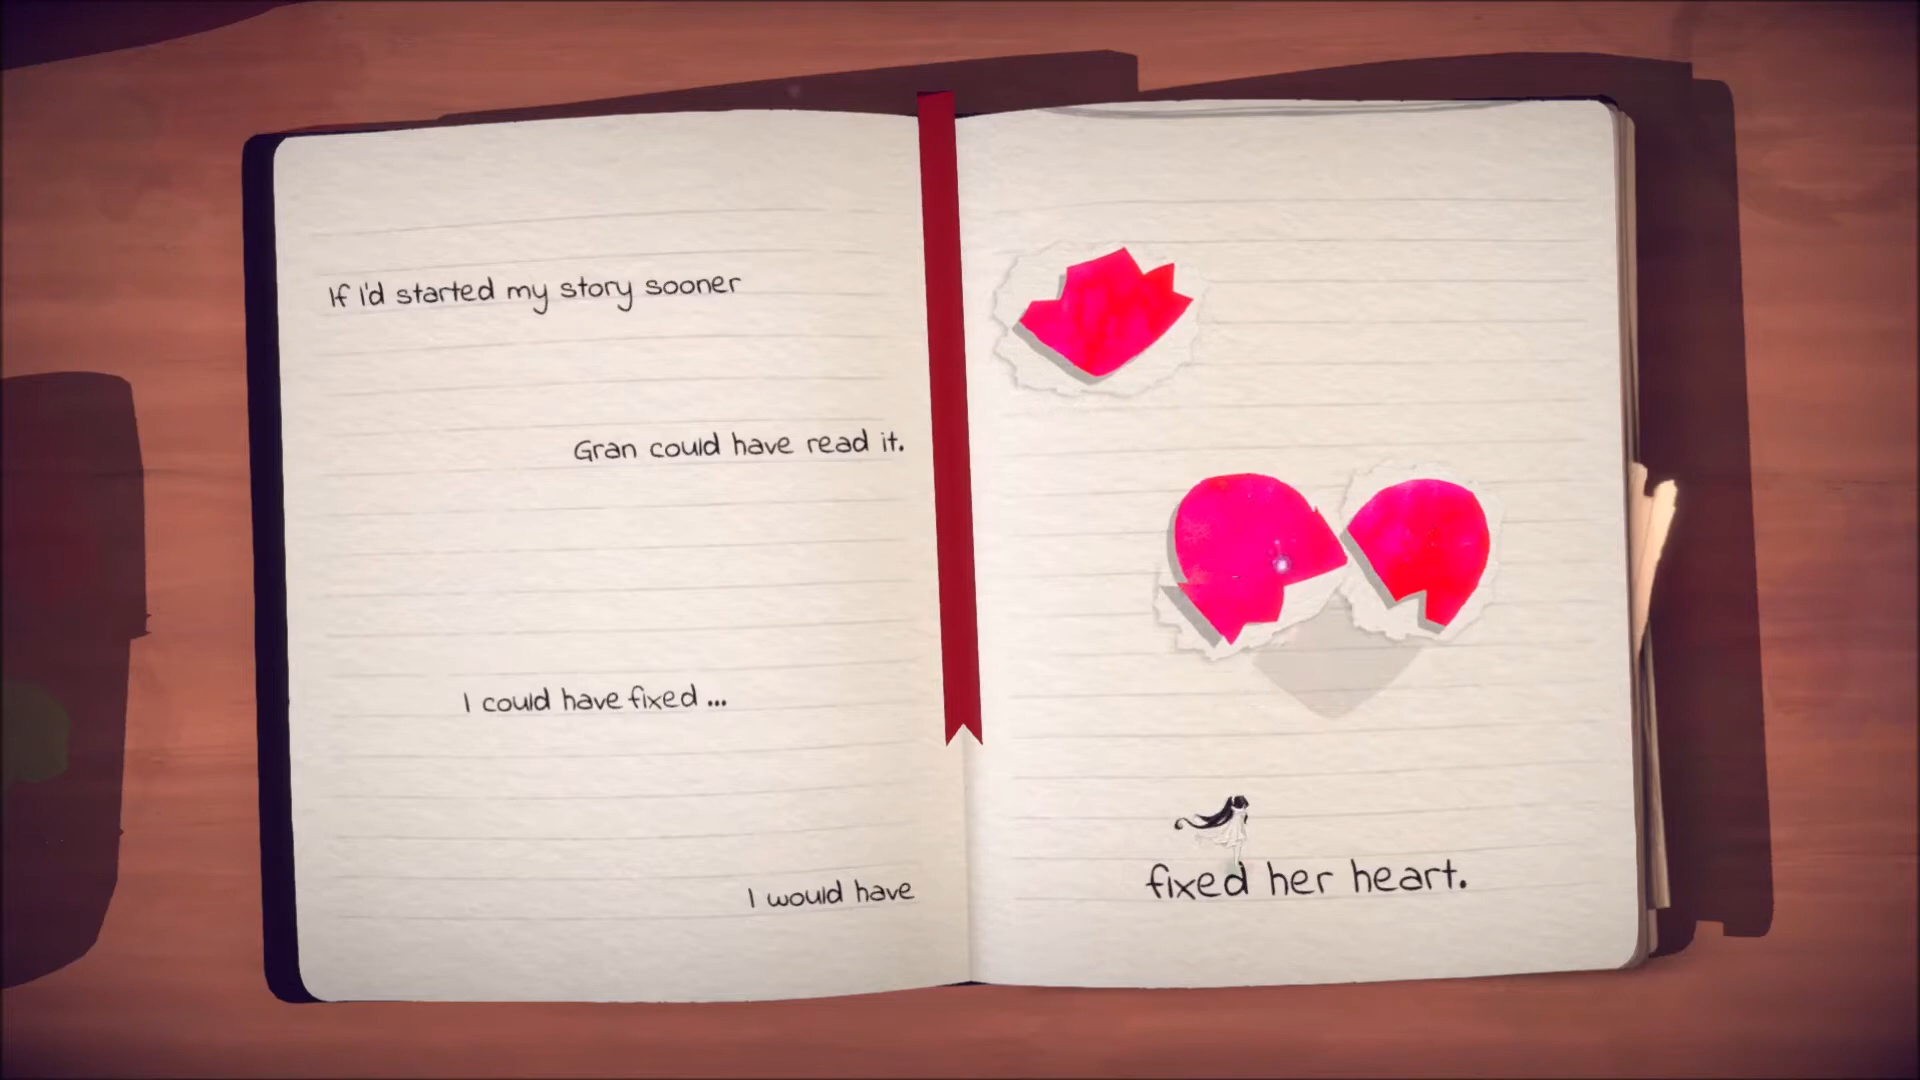 If I'd started my story sooner
Gran could have read it.
I could have fixed ...
I would have
fixed her heart.